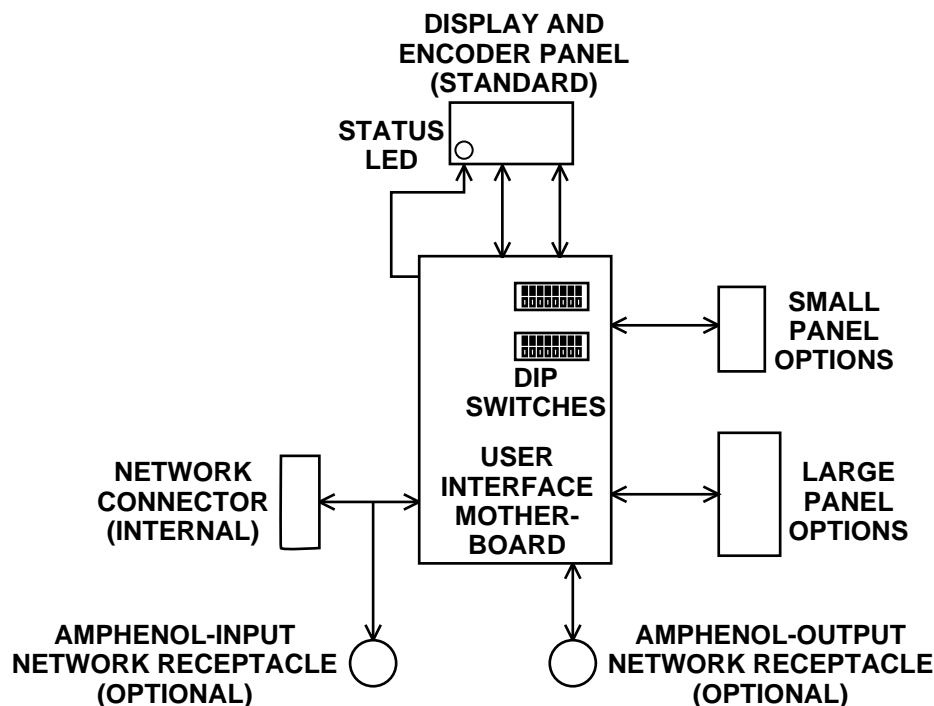 DISPLAY AND
ENCODER PANEL
(STANDARD)
STATUS
LED
SMALL
PANEL
OPTIONS
DIP
SWITCHES
USER
INTERFACE
MOTHER-
BOARD
NETWORK
CONNECTOR
(INTERNAL)
LARGE
PANEL
OPTIONS
AMPHENOL-INPUT
NETWORK RECEPTACLE
(OPTIONAL)
AMPHENOL-OUTPUT
NETWORK RECEPTACLE
(OPTIONAL)